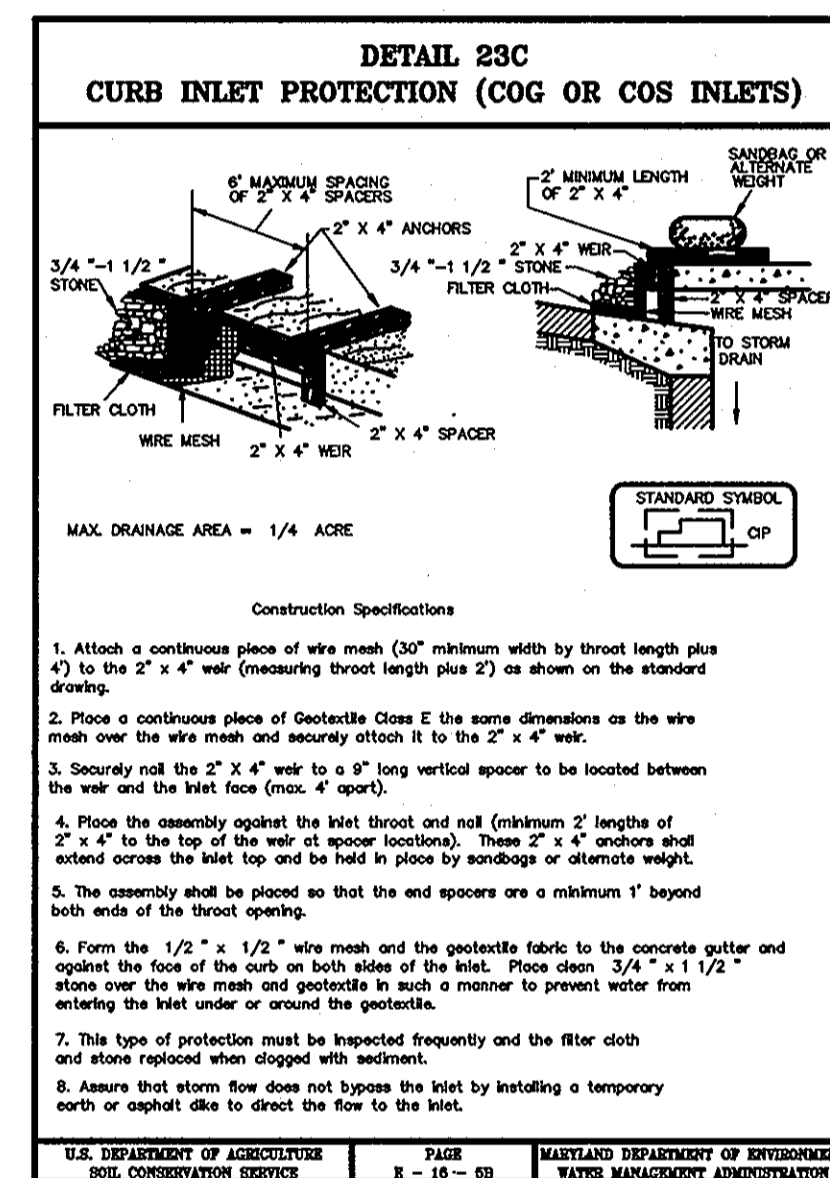 DETAIL 23C
CURB INLET PROTECTION (COG OR COS INLETS)
6' MAXIMUM SPACING
OF 2" X 4" SPACERS
2" X 4" ANCHORS
3/4 "-1 1/2 "
STONE
FILTER CLOTH
WIRE MESH
2" X 4" WEIR
2" X 4" SPACER
SANDBAG OR
ALTERNATE
WEIGHT
2' MINIMUM LENGTH
OF 2" X 4"
2" X 4" WEIR
3/4 "-1 1/2 " STONE
FILTER CLOTH
2" X 4" SPACER
WIRE MESH
TO STORM
DRAIN
MAX. DRAINAGE AREA = 1/4 ACRE
STANDARD SYMBOL
CIP
Construction Specifications
1. Attach a continuous piece of wire mesh (30" minimum width by throat length plus
4') to the 2" x 4" weir (measuring throat length plus 2') as shown on the standard
drawing.
2. Place a continuous piece of Geotextile Class E the same dimensions as the wire
mesh over the wire mesh and securely attach it to the 2" x 4" weir.
3. Securely nail the 2" X 4" weir to a 9" long vertical spacer to be located between
the weir and the inlet face (max. 4' apart).
4. Place the assembly against the inlet throat and nail (minimum 2' lengths of
2" x 4" to the top of the weir at spacer locations). These 2" x 4" anchors shall
extend across the inlet top and be held in place by sandbags or alternate weight.
5. The assembly shall be placed so that the end spacers are a minimum 1' beyond
both ends of the throat opening.
6. Form the 1/2 " x 1/2 " wire mesh and the geotextile fabric to the concrete gutter and
against the face of the curb on both sides of the inlet. Place clean 3/4 " x 1 1/2 "
stone over the wire mesh and geotextile in such a manner to prevent water from
entering the inlet under or around the geotextile.
7. This type of protection must be inspected frequently and the filter cloth
and stone replaced when clogged with sediment.
8. Assure that storm flow does not bypass the inlet by installing a temporary
earth or asphalt dike to direct the flow to the inlet.
U.S. DEPARTMENT OF AGRICULTURE
SOIL CONSERVATION SERVICE
PAGE
E - 16 - 5B
MARYLAND DEPARTMENT OF ENVIRONME
WATER MANAGEMENT ADMINISTRATION